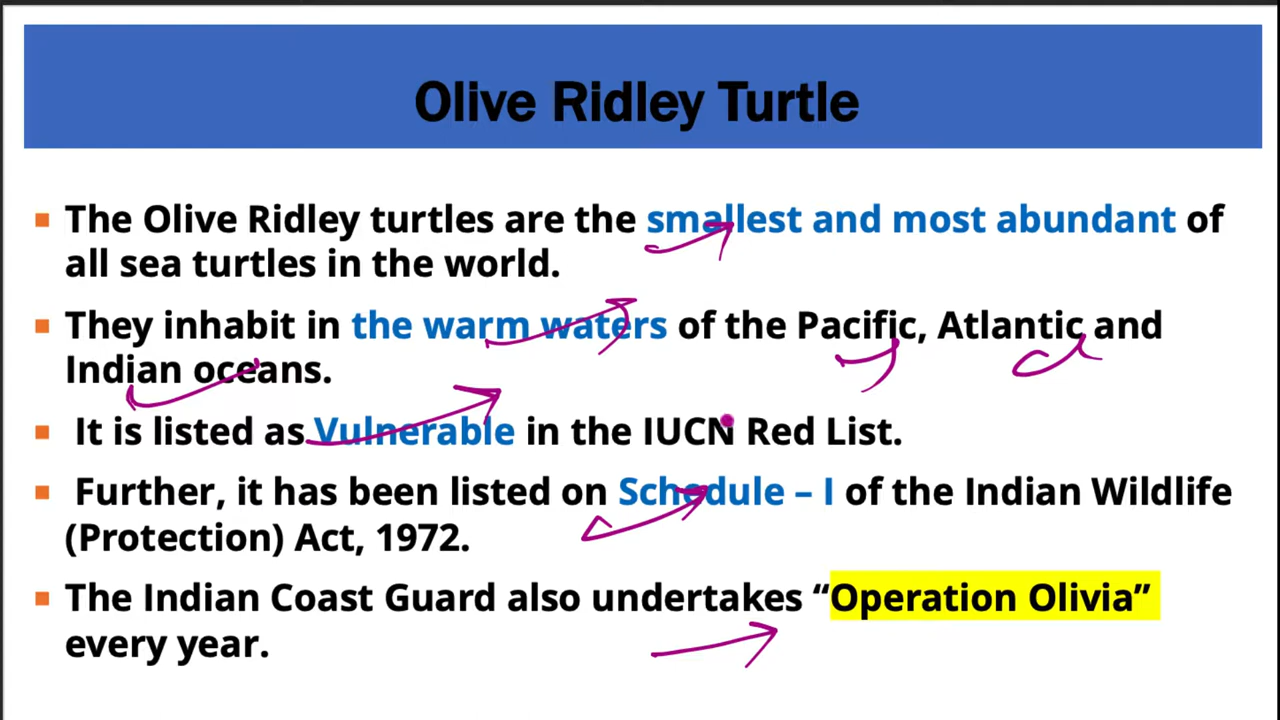 Olive Ridley Turtle
The Olive Ridley turtles are the smallest and most abundant of
all sea turtles in the world.
They inhabit in the warm waters of the Pacific, Atlantic and
Indian oceans.
It is listed as Vulnerable in the IUCN Red List.
Further, it has been listed on Schedule – I of the Indian Wildlife
(Protection) Act, 1972.
The Indian Coast Guard also undertakes “Operation Olivia”
every year.